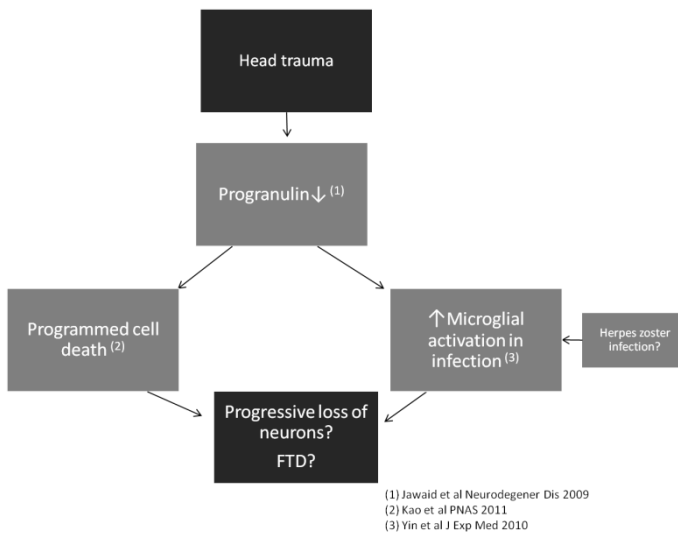 Head trauma
Progranulin↓ (1)
Programmed cell
death (2)
↑Microglial
activation in
infection (3)
Herpes zoster
infection?
Progressive loss of
neurons?
FTD?
(1) Jawaid et al Neurodegener Dis 2009
(2) Kao et al PNAS 2011
(3) Yin et al J Exp Med 2010